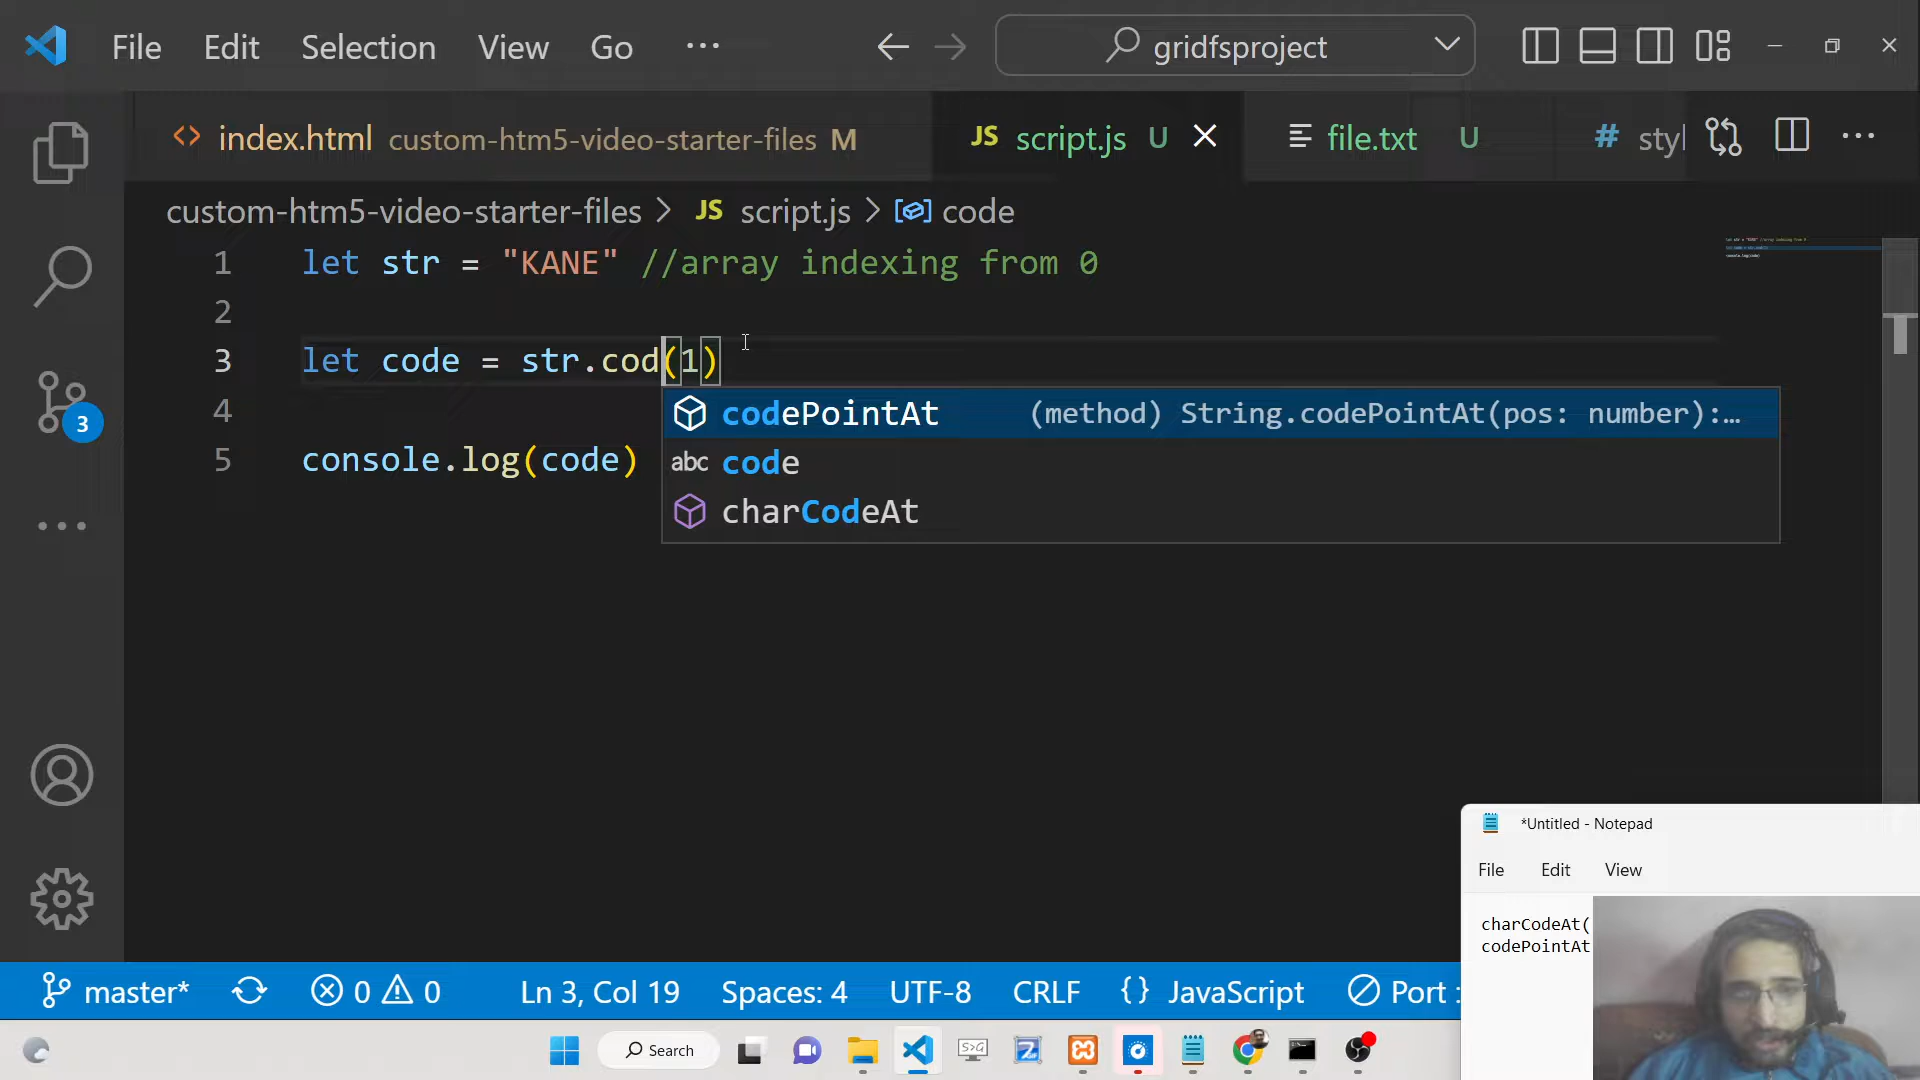 File Edit Selection View Go ··· gridfsproject
index.html custom-htm5-video-starter-files M JS script.js U file.txt U # styl
custom-htm5-video-starter-files > JS script.js > code
1 let str = "KANE" //array indexing from 0
2
3 let code = str.cod(1)
codePointAt (method) String.codePointAt(pos: number):…
4
abc code
5 console.log(code)
charCodeAt
3
*Untitled - Notepad
File Edit View
charCodeAt(
codePointAt
master* 0 0 Ln 3, Col 19 Spaces: 4 UTF-8 CRLF {} JavaScript Port :
Search